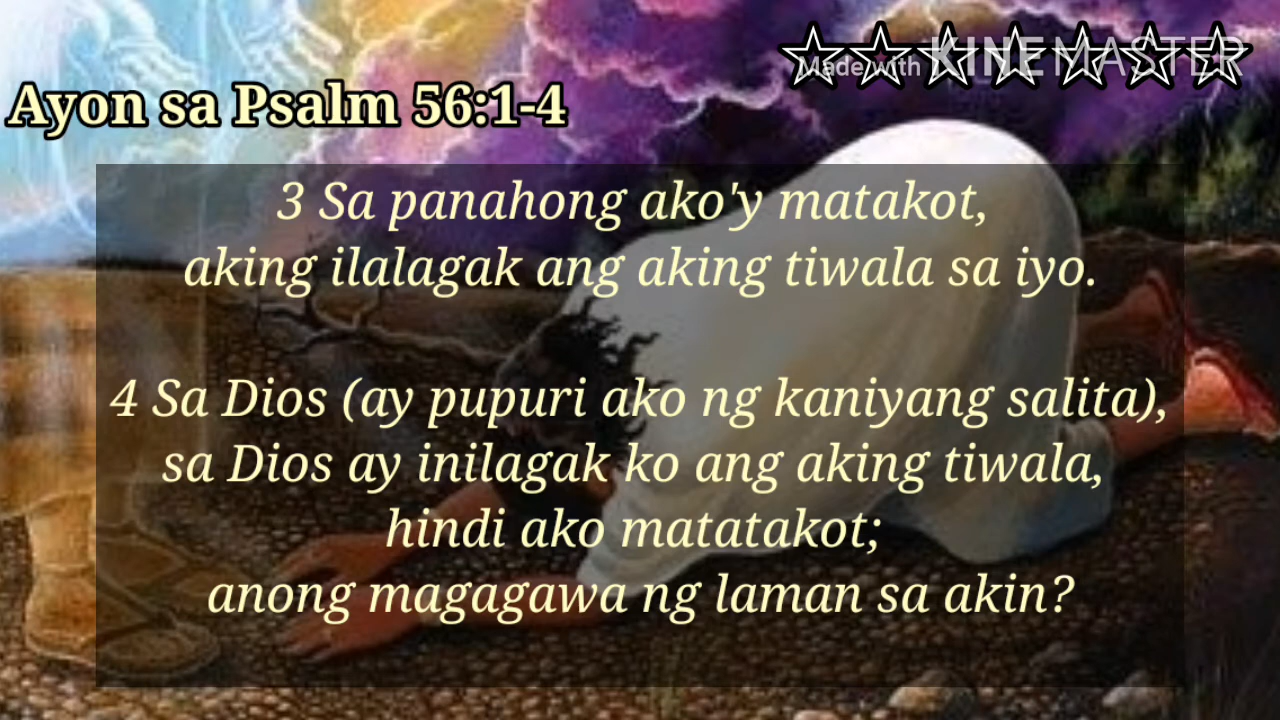 Made with KINEMASTER
Ayon sa Psalm 56:1-4
3 Sa panahong ako'y matakot,
aking ilalagak ang aking tiwala sa iyo.
4 Sa Dios (ay pupuri ako ng kaniyang salita),
sa Dios ay inilagak ko ang aking tiwala,
hindi ako matatakot;
anong magagawa ng laman sa akin?